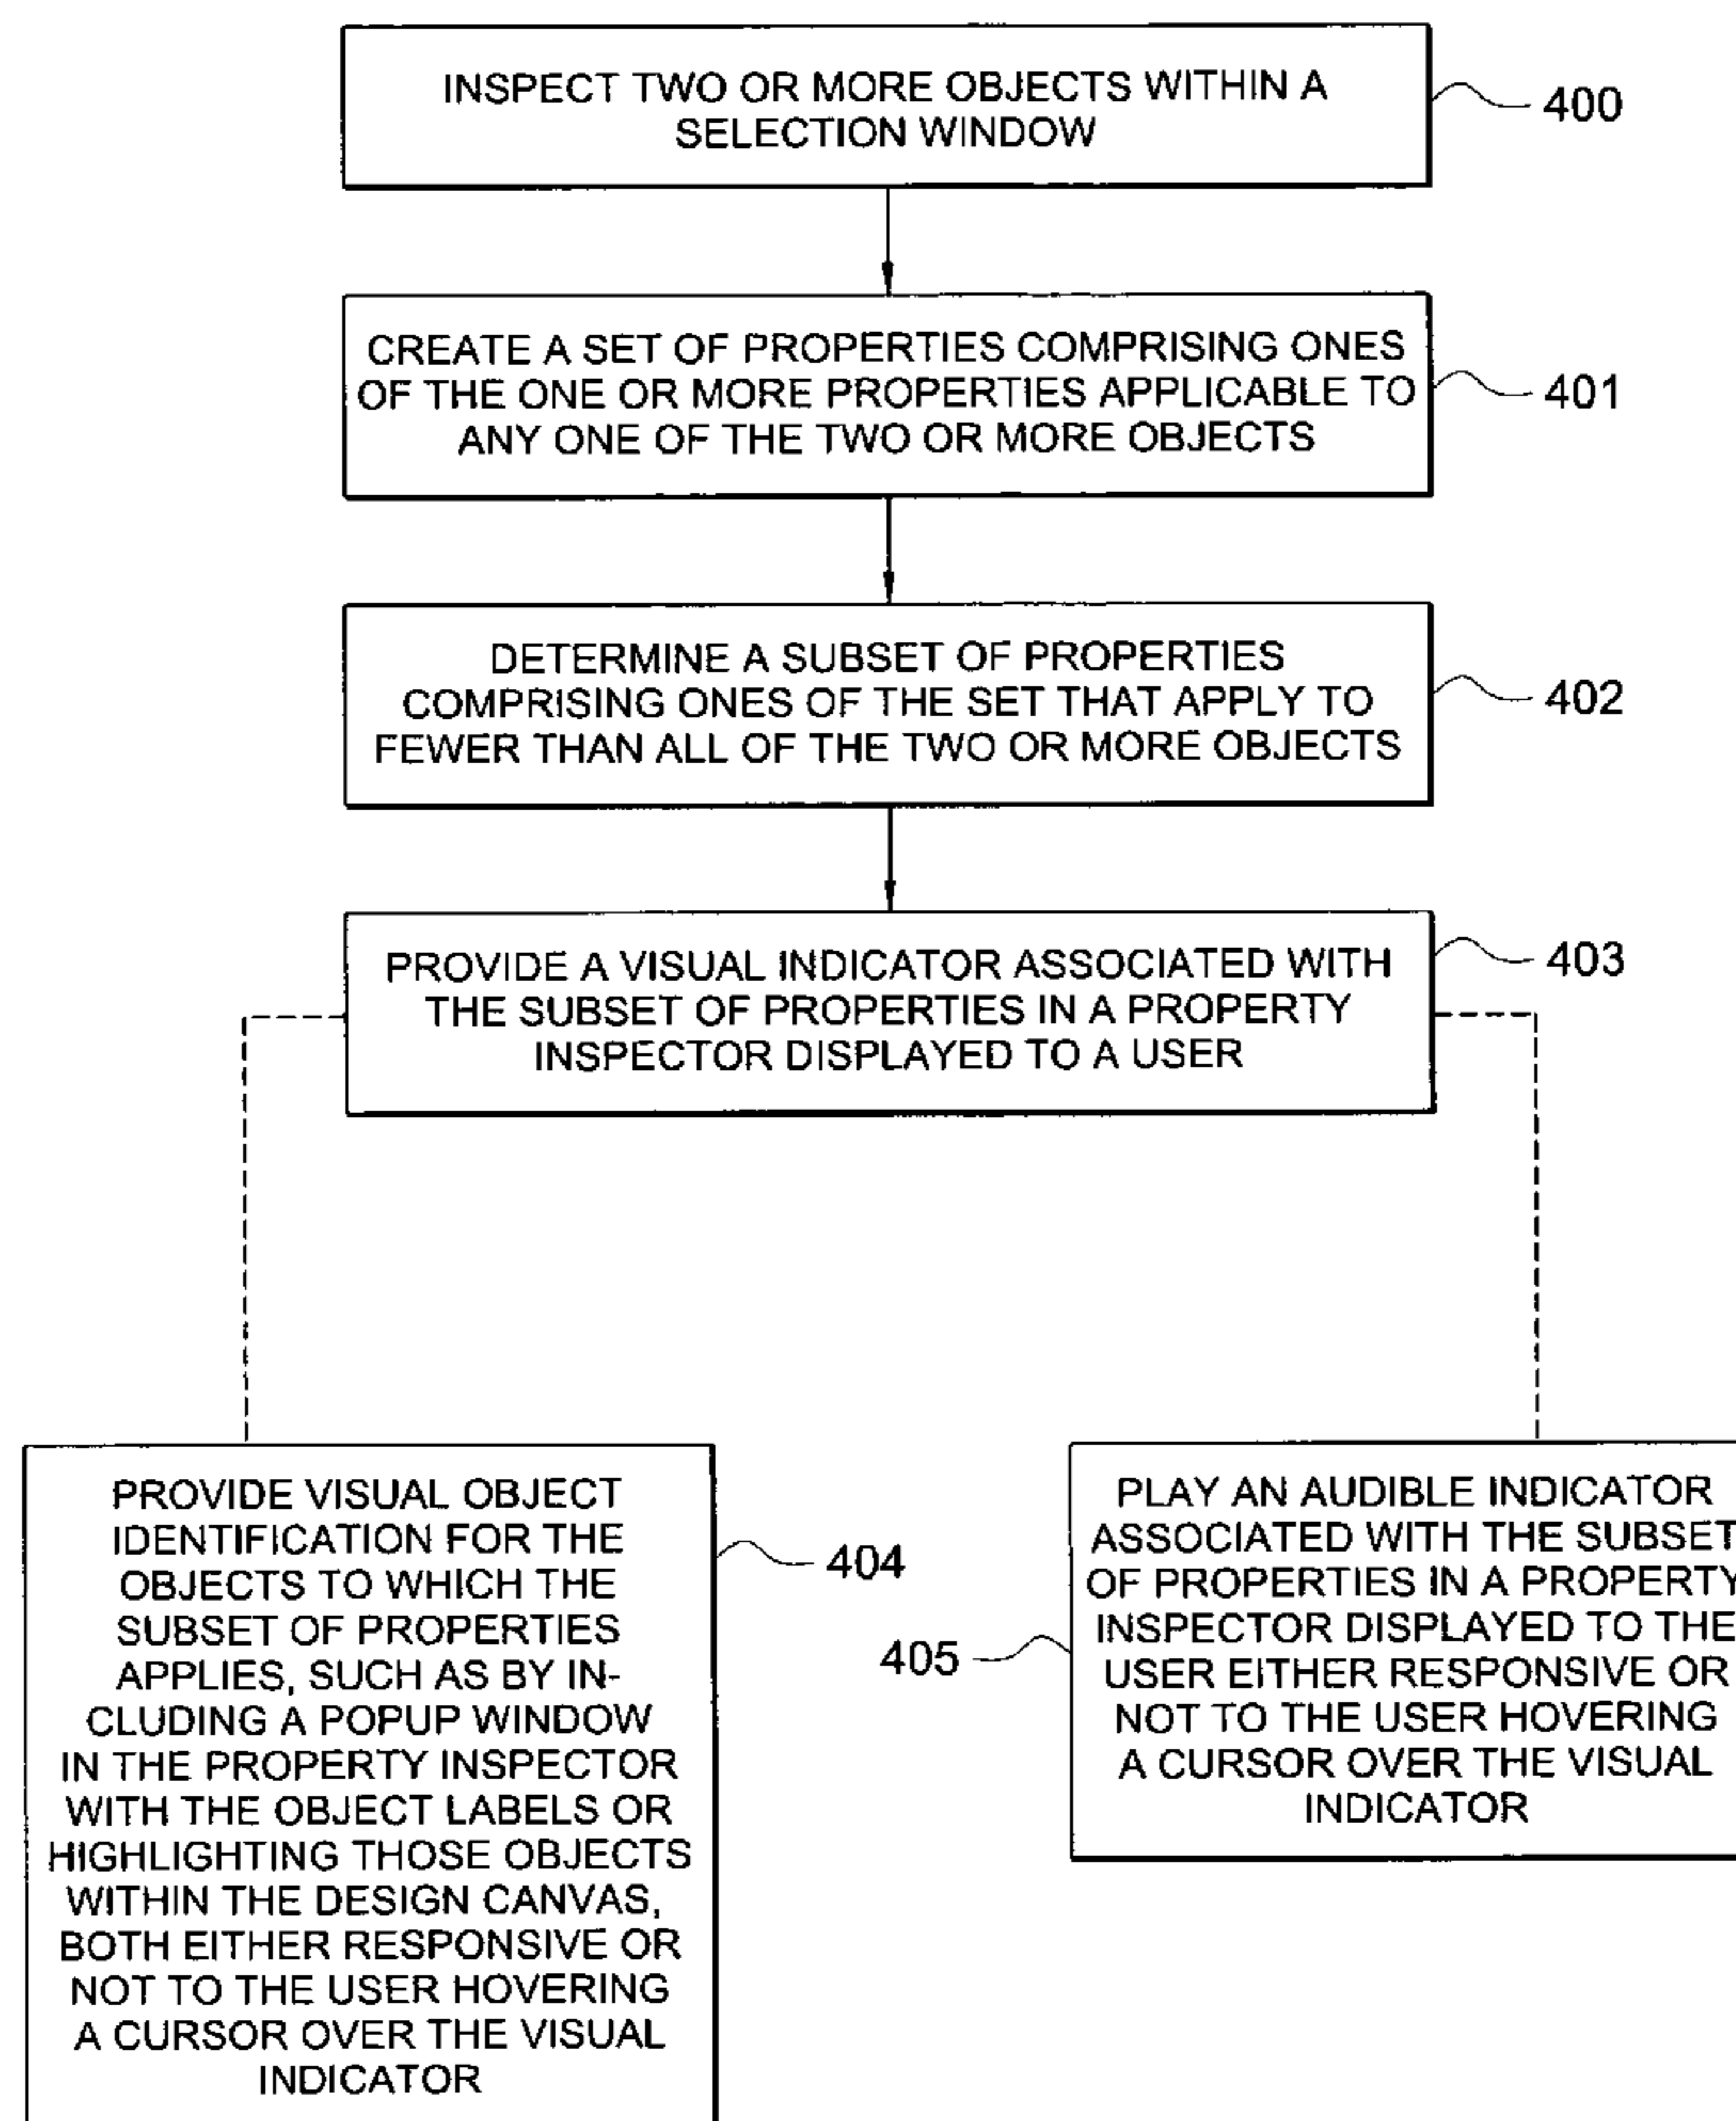 INSPECT TWO OR MORE OBJECTS WITHIN A
SELECTION WINDOW
400
CREATE A SET OF PROPERTIES COMPRISING ONES
OF THE ONE OR MORE PROPERTIES APPLICABLE TO
ANY ONE OF THE TWO OR MORE OBJECTS
401
DETERMINE A SUBSET OF PROPERTIES
COMPRISING ONES OF THE SET THAT APPLY TO
FEWER THAN ALL OF THE TWO OR MORE OBJECTS
402
PROVIDE A VISUAL INDICATOR ASSOCIATED WITH
THE SUBSET OF PROPERTIES IN A PROPERTY
INSPECTOR DISPLAYED TO A USER
403
PROVIDE VISUAL OBJECT
IDENTIFICATION FOR THE
OBJECTS TO WHICH THE
SUBSET OF PROPERTIES
APPLIES, SUCH AS BY IN-
CLUDING A POPUP WINDOW
IN THE PROPERTY INSPECTOR
WITH THE OBJECT LABELS OR
HIGHLIGHTING THOSE OBJECTS
WITHIN THE DESIGN CANVAS,
BOTH EITHER RESPONSIVE OR
NOT TO THE USER HOVERING
A CURSOR OVER THE VISUAL
INDICATOR
404
PLAY AN AUDIBLE INDICATOR
ASSOCIATED WITH THE SUBSET
OF PROPERTIES IN A PROPERTY
INSPECTOR DISPLAYED TO THE
USER EITHER RESPONSIVE OR
NOT TO THE USER HOVERING
A CURSOR OVER THE VISUAL
INDICATOR
405